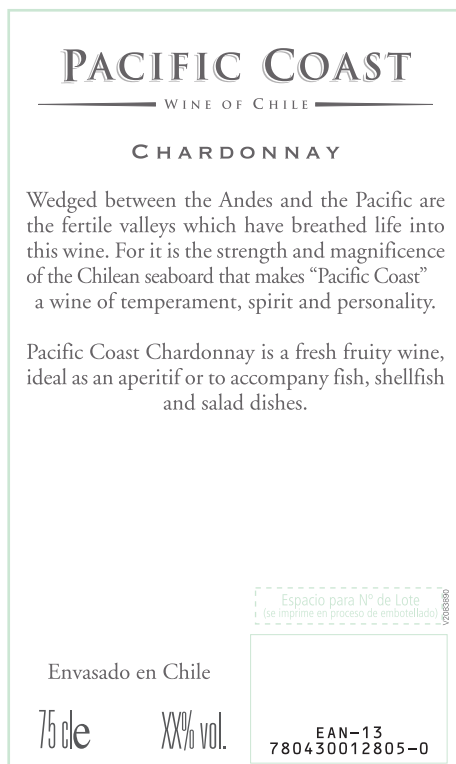 PACIFIC COAST
WINE OF CHILE
CHARDONNAY
Wedged between the Andes and the Pacific are
the fertile valleys which have breathed life into
this wine. For it is the strength and magnificence
of the Chilean seaboard that makes “Pacific Coast”
a wine of temperament, spirit and personality.
Pacific Coast Chardonnay is a fresh fruity wine,
ideal as an aperitif or to accompany fish, shellfish
and salad dishes.
Espacio para Nº de Lote
(se imprime en proceso de embotellado)
V2083890
Envasado en Chile
75 cle
XX% vol.
EAN-13
780430012805-0